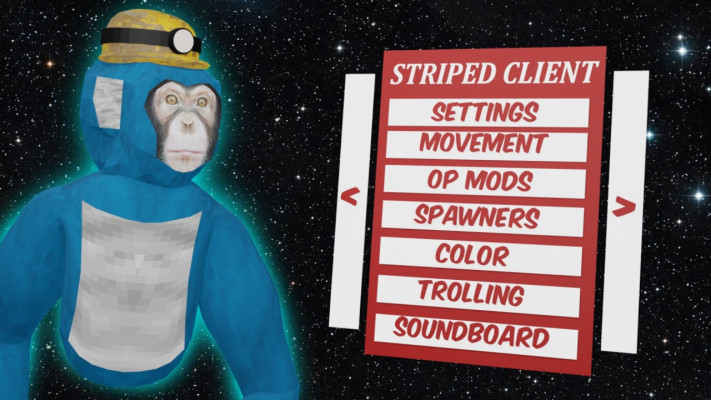 STRIPED CLIENT
SETTINGS
MOVEMENT
OP MODS
<
SPAWNERS
>
COLOR
TROLLING
SOUNDBOARD